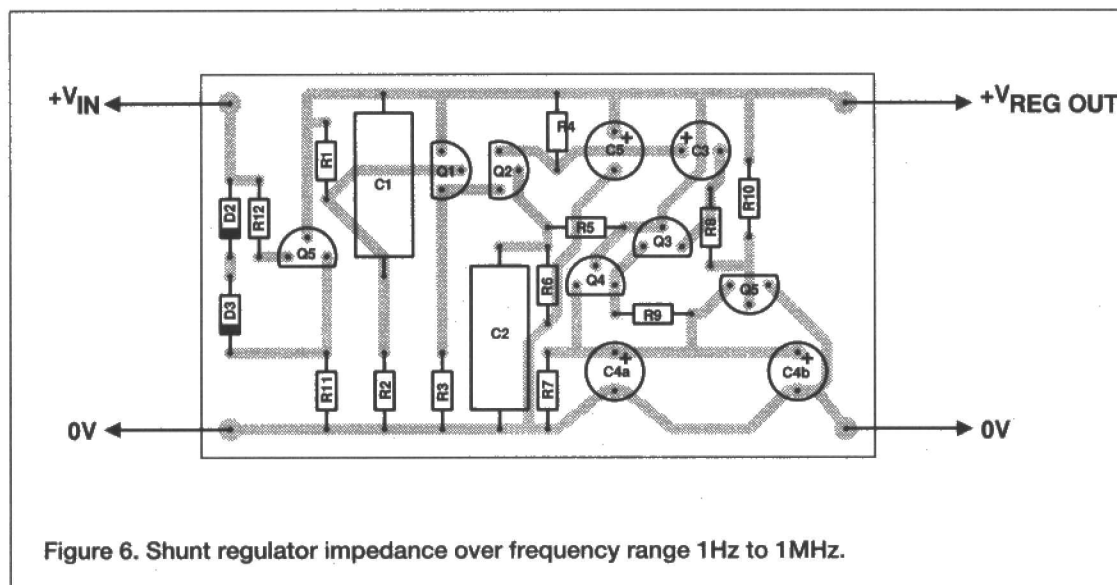 +VIN
+VREG OUT
R4
C5
+
+
C3
R1
C1
Q1
Q2
R10
D2
R12
R5
R8
Q3
Q5
R6
Q4
Q5
D3
C2
R9
R11
R2
R3
R7
+
C4a
+
C4b
0V
0V
Figure 6. Shunt regulator impedance over frequency range 1Hz to 1MHz.